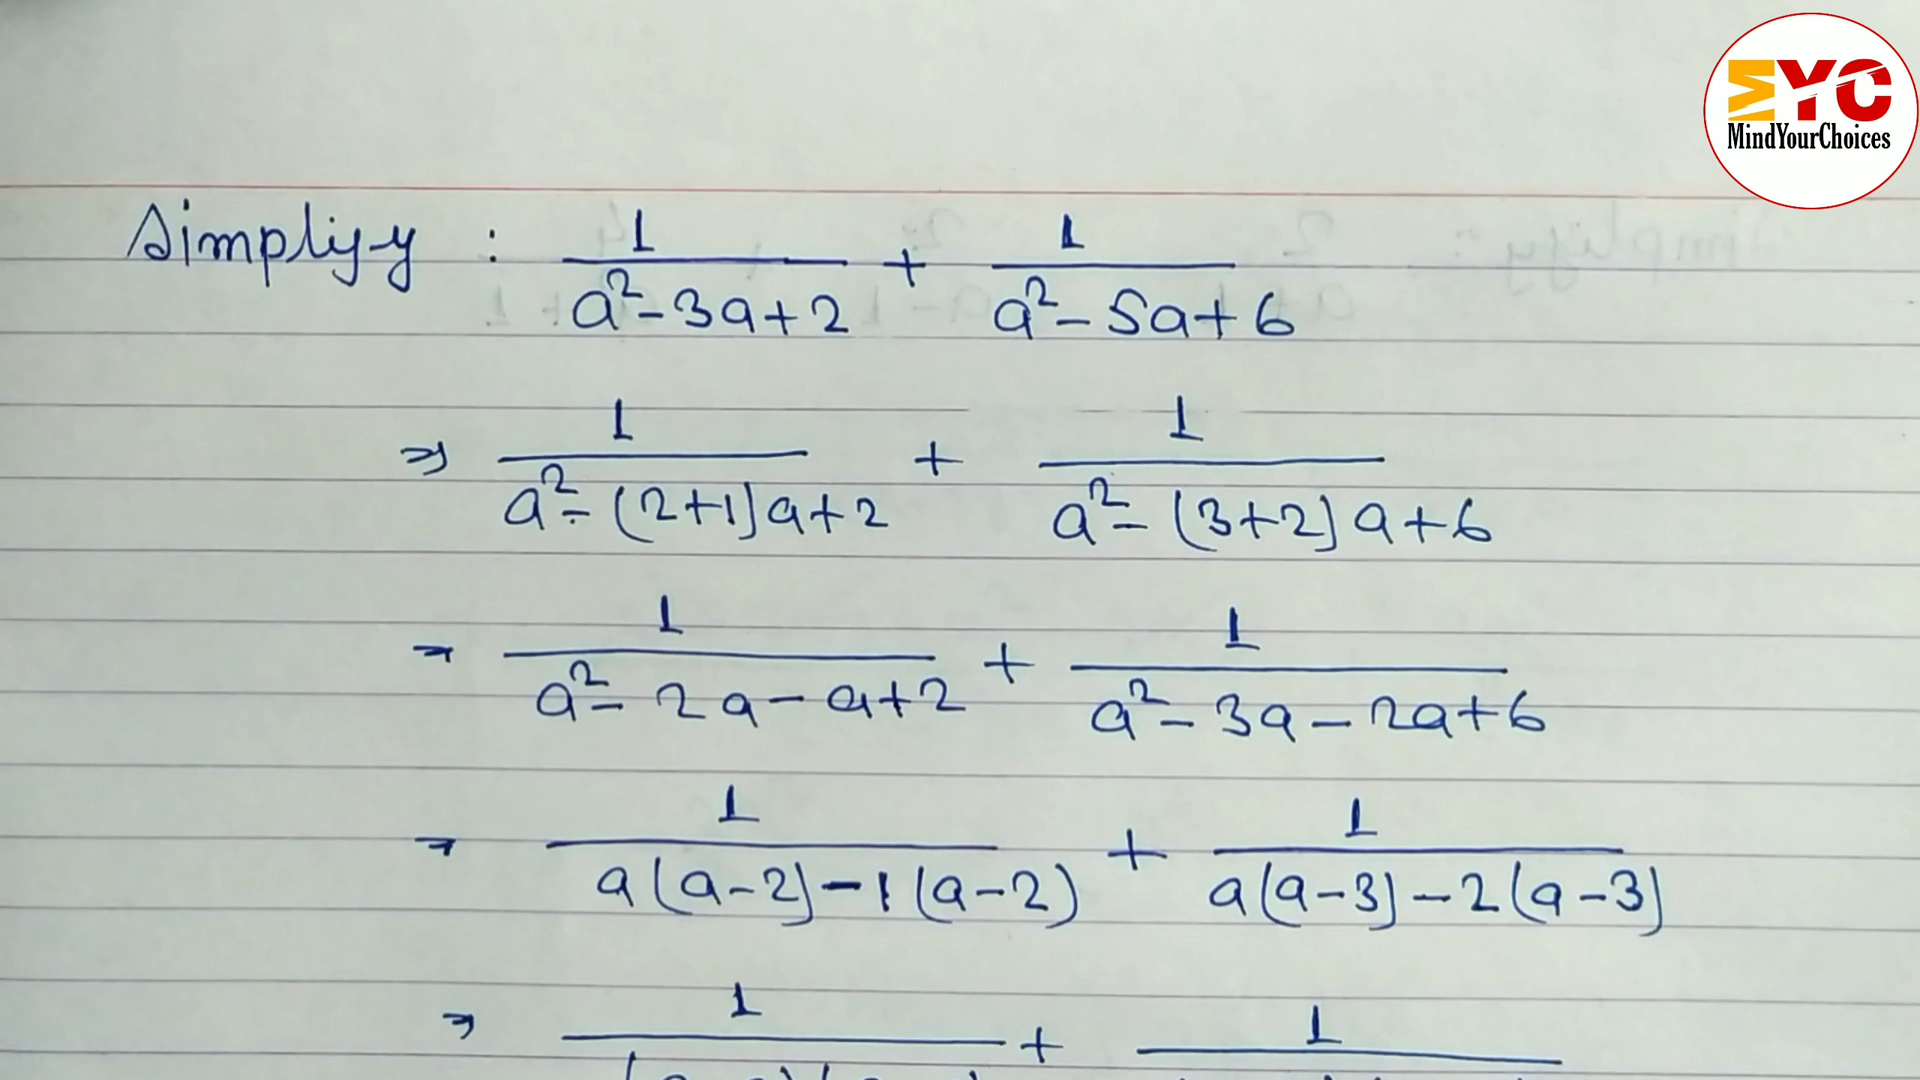 MYC
MindYourChoices
Simplify : 1/(a²-3a+2) + 1/(a²-5a+6)
⇒ 1/(a²-(2+1)a+2) + 1/(a²-(3+2)a+6)
⇒ 1/(a²-2a-a+2) + 1/(a²-3a-2a+6)
⇒ 1/(a(a-2)-1(a-2)) + 1/(a(a-3)-2(a-3))
⇒ 1 + 1